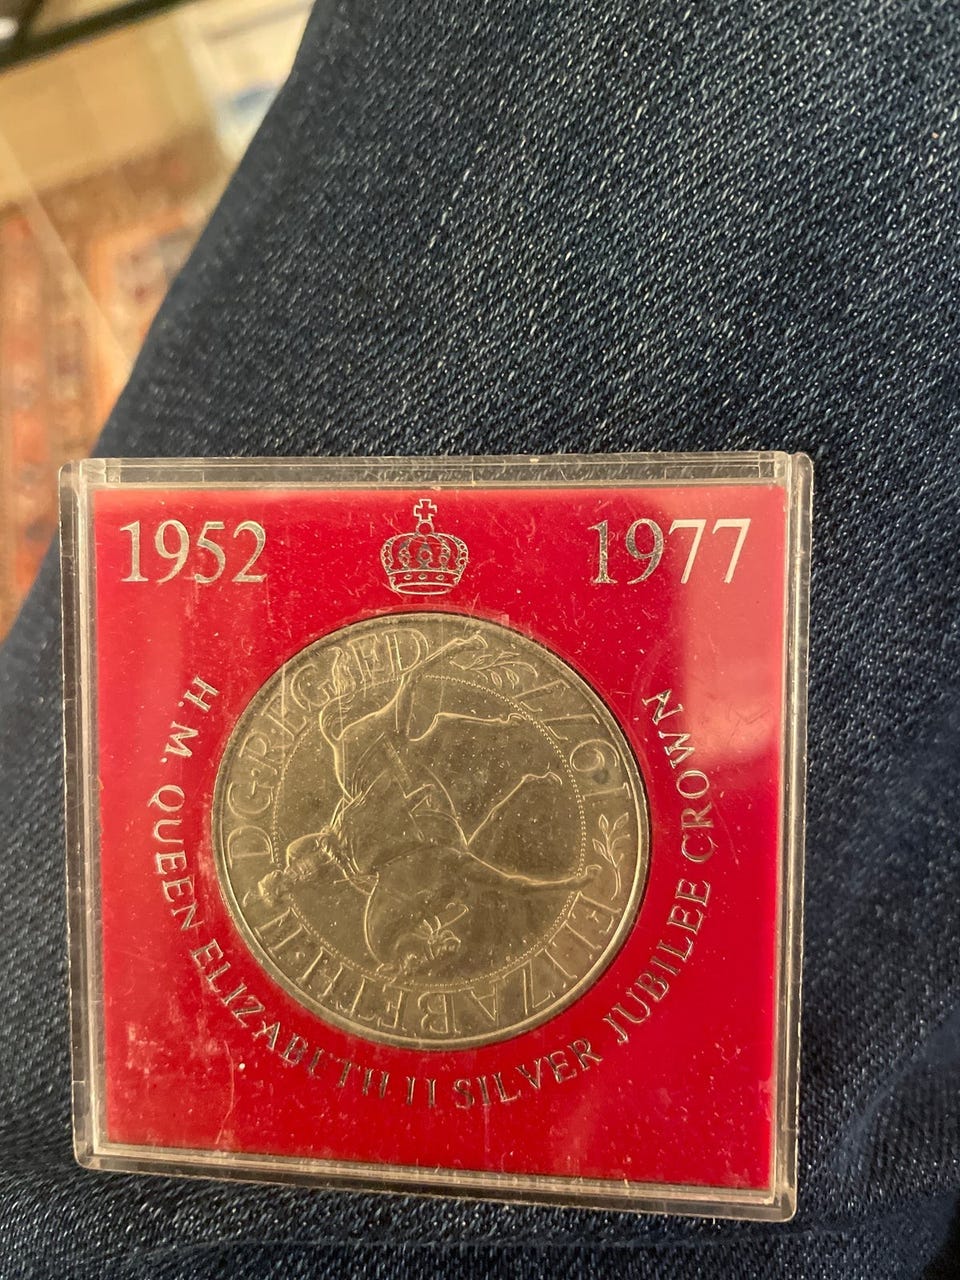 1952 1977
H.M. QUEEN ELIZABETH II SILVER JUBILEE CROWN
ELIZABETH·II D·G·REG F·D 1977